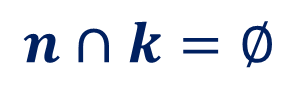 n ∩ k = ∅